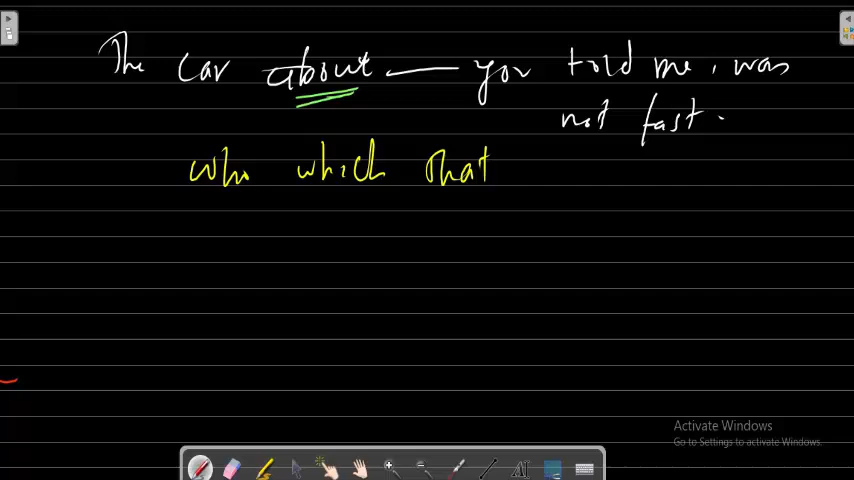 The car about — you told me, was
not fast.
who which that
Activate Windows
Go to Settings to activate Windows.